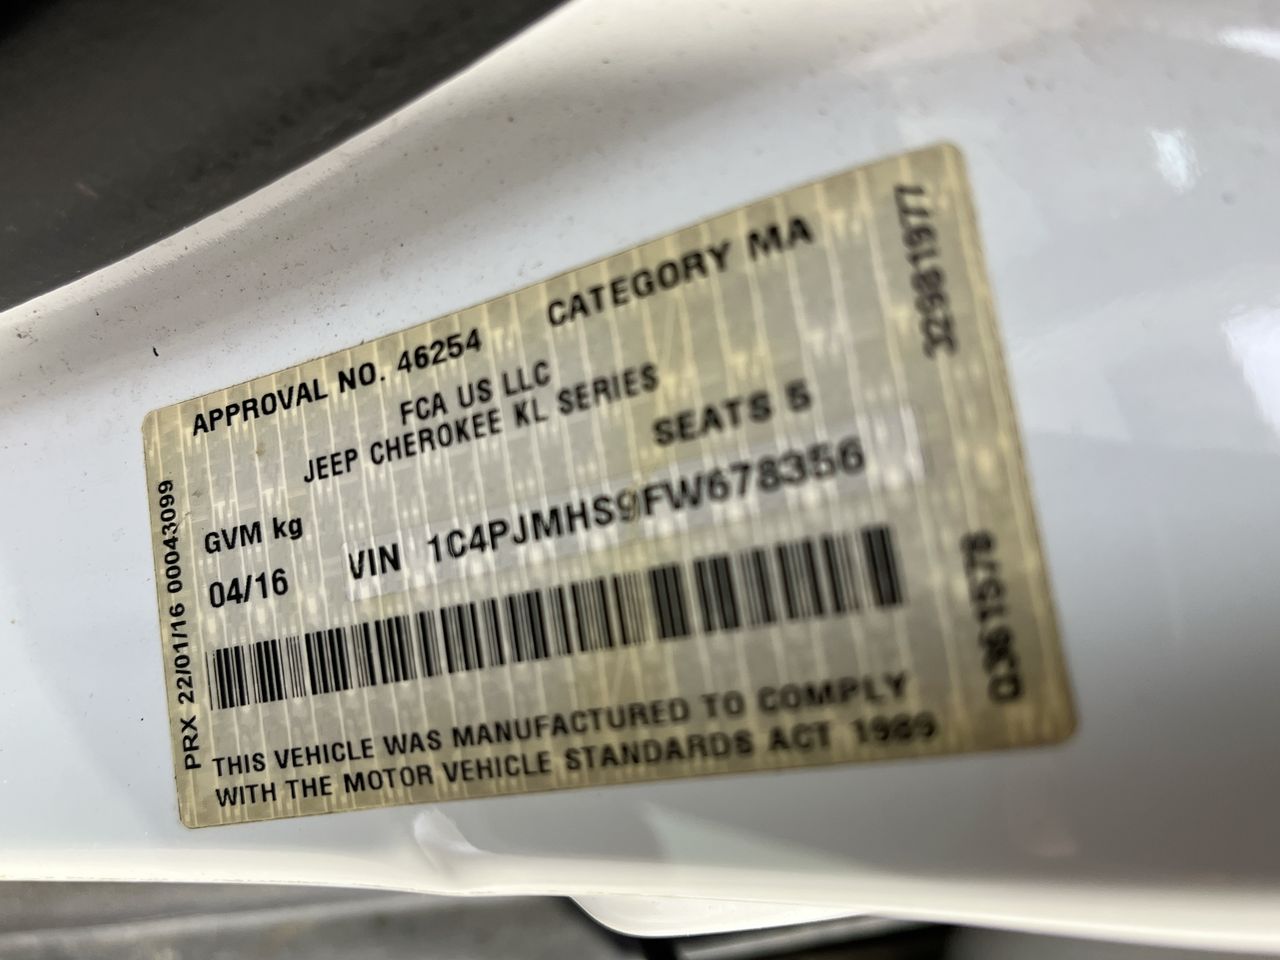 APPROVAL NO. 46254 CATEGORY MA
FCA US LLC
JEEP CHEROKEE KL SERIES
SEATS 5
GVM kg
04/16
VIN 1C4PJMHS9FW678356
THIS VEHICLE WAS MANUFACTURED TO COMPLY
WITH THE MOTOR VEHICLE STANDARDS ACT 1989
PRX 22/01/16 00043099